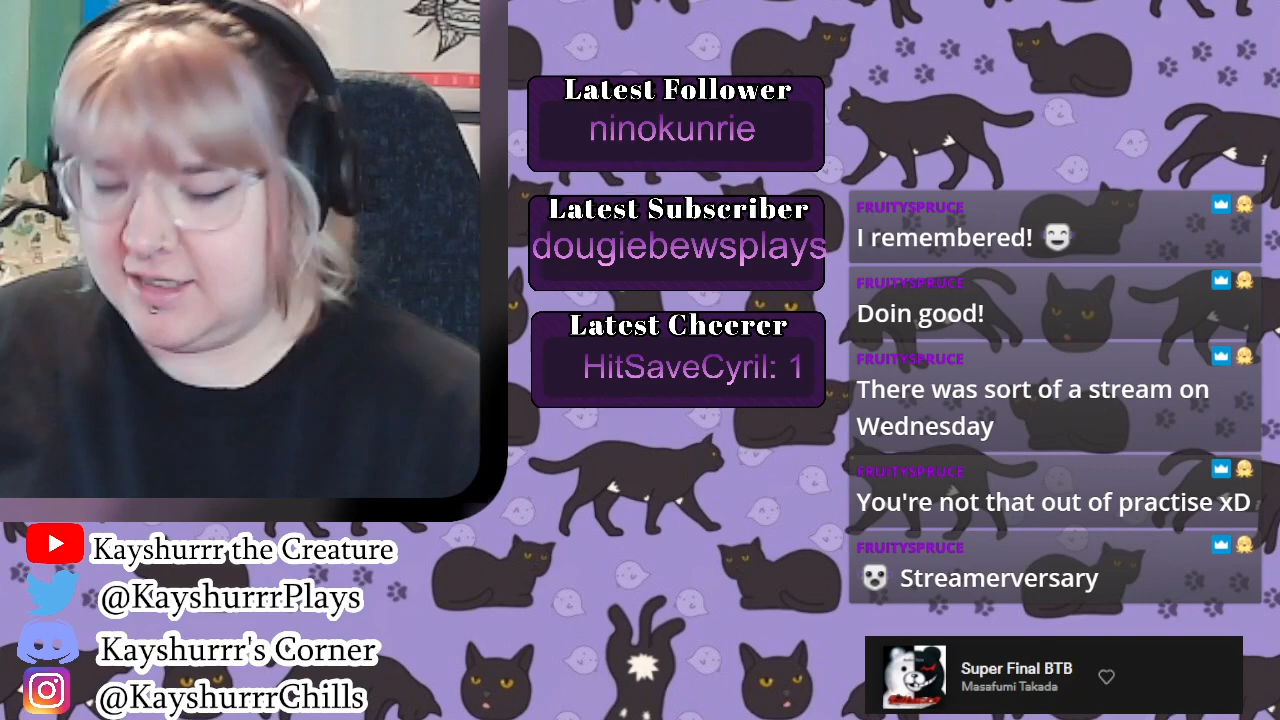 Latest Follower
ninokunrie
Latest Subscriber
dougiebewsplays
Latest Cheerer
HitSaveCyril: 1
FRUITYSPRUCE
I remembered!
FRUITYSPRUCE
Doin good!
FRUITYSPRUCE
There was sort of a stream on
Wednesday
FRUITYSPRUCE
You're not that out of practise xD
FRUITYSPRUCE
Streamerversary
Kayshurrr the Creature
@KayshurrrPlays
Kayshurrr's Corner
@KayshurrrChills
Super Final BTB
Masafumi Takada